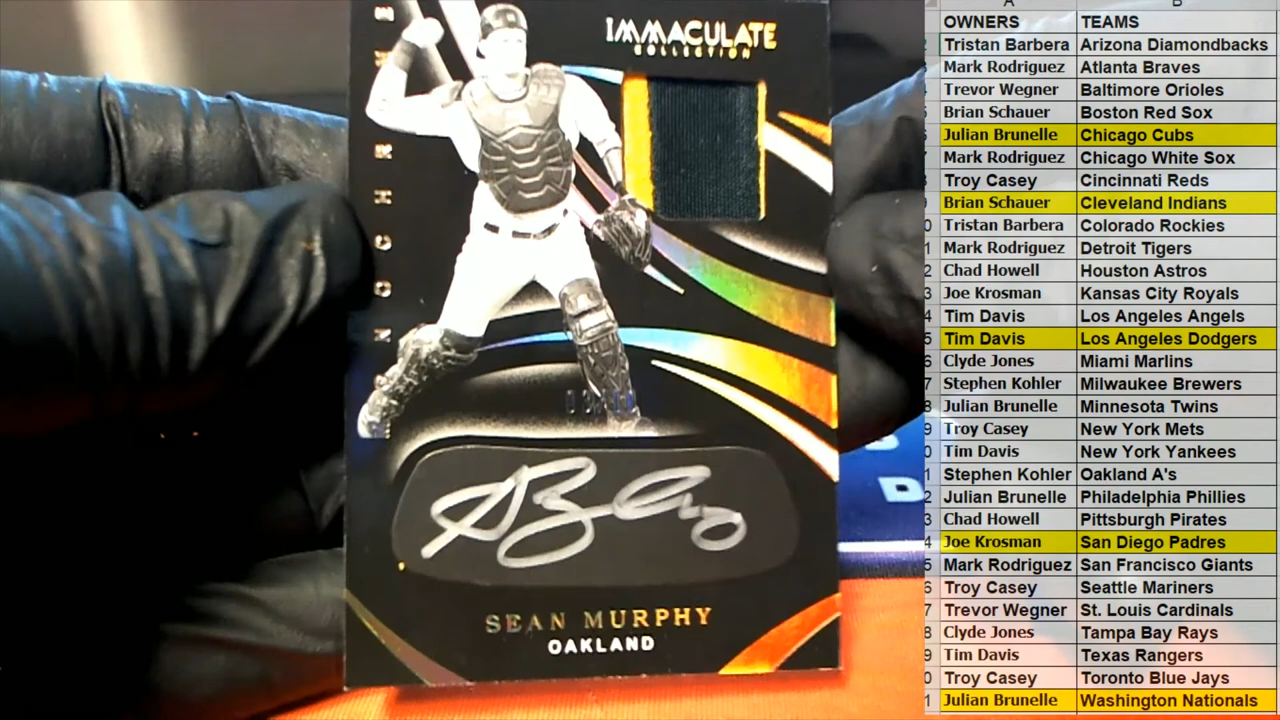 IMMACULATE
COLLECTION
SEAN MURPHY
OAKLAND
A B
OWNERS TEAMS
Tristan Barbera Arizona Diamondbacks
Mark Rodriguez Atlanta Braves
Trevor Wegner Baltimore Orioles
Brian Schauer Boston Red Sox
Julian Brunelle Chicago Cubs
Mark Rodriguez Chicago White Sox
Troy Casey Cincinnati Reds
Brian Schauer Cleveland Indians
Tristan Barbera Colorado Rockies
Mark Rodriguez Detroit Tigers
Chad Howell Houston Astros
Joe Krosman Kansas City Royals
Tim Davis Los Angeles Angels
Tim Davis Los Angeles Dodgers
Clyde Jones Miami Marlins
Stephen Kohler Milwaukee Brewers
Julian Brunelle Minnesota Twins
Troy Casey New York Mets
Tim Davis New York Yankees
Stephen Kohler Oakland A's
Julian Brunelle Philadelphia Phillies
Chad Howell Pittsburgh Pirates
Joe Krosman San Diego Padres
Mark Rodriguez San Francisco Giants
Troy Casey Seattle Mariners
Trevor Wegner St. Louis Cardinals
Clyde Jones Tampa Bay Rays
Tim Davis Texas Rangers
Troy Casey Toronto Blue Jays
Julian Brunelle Washington Nationals